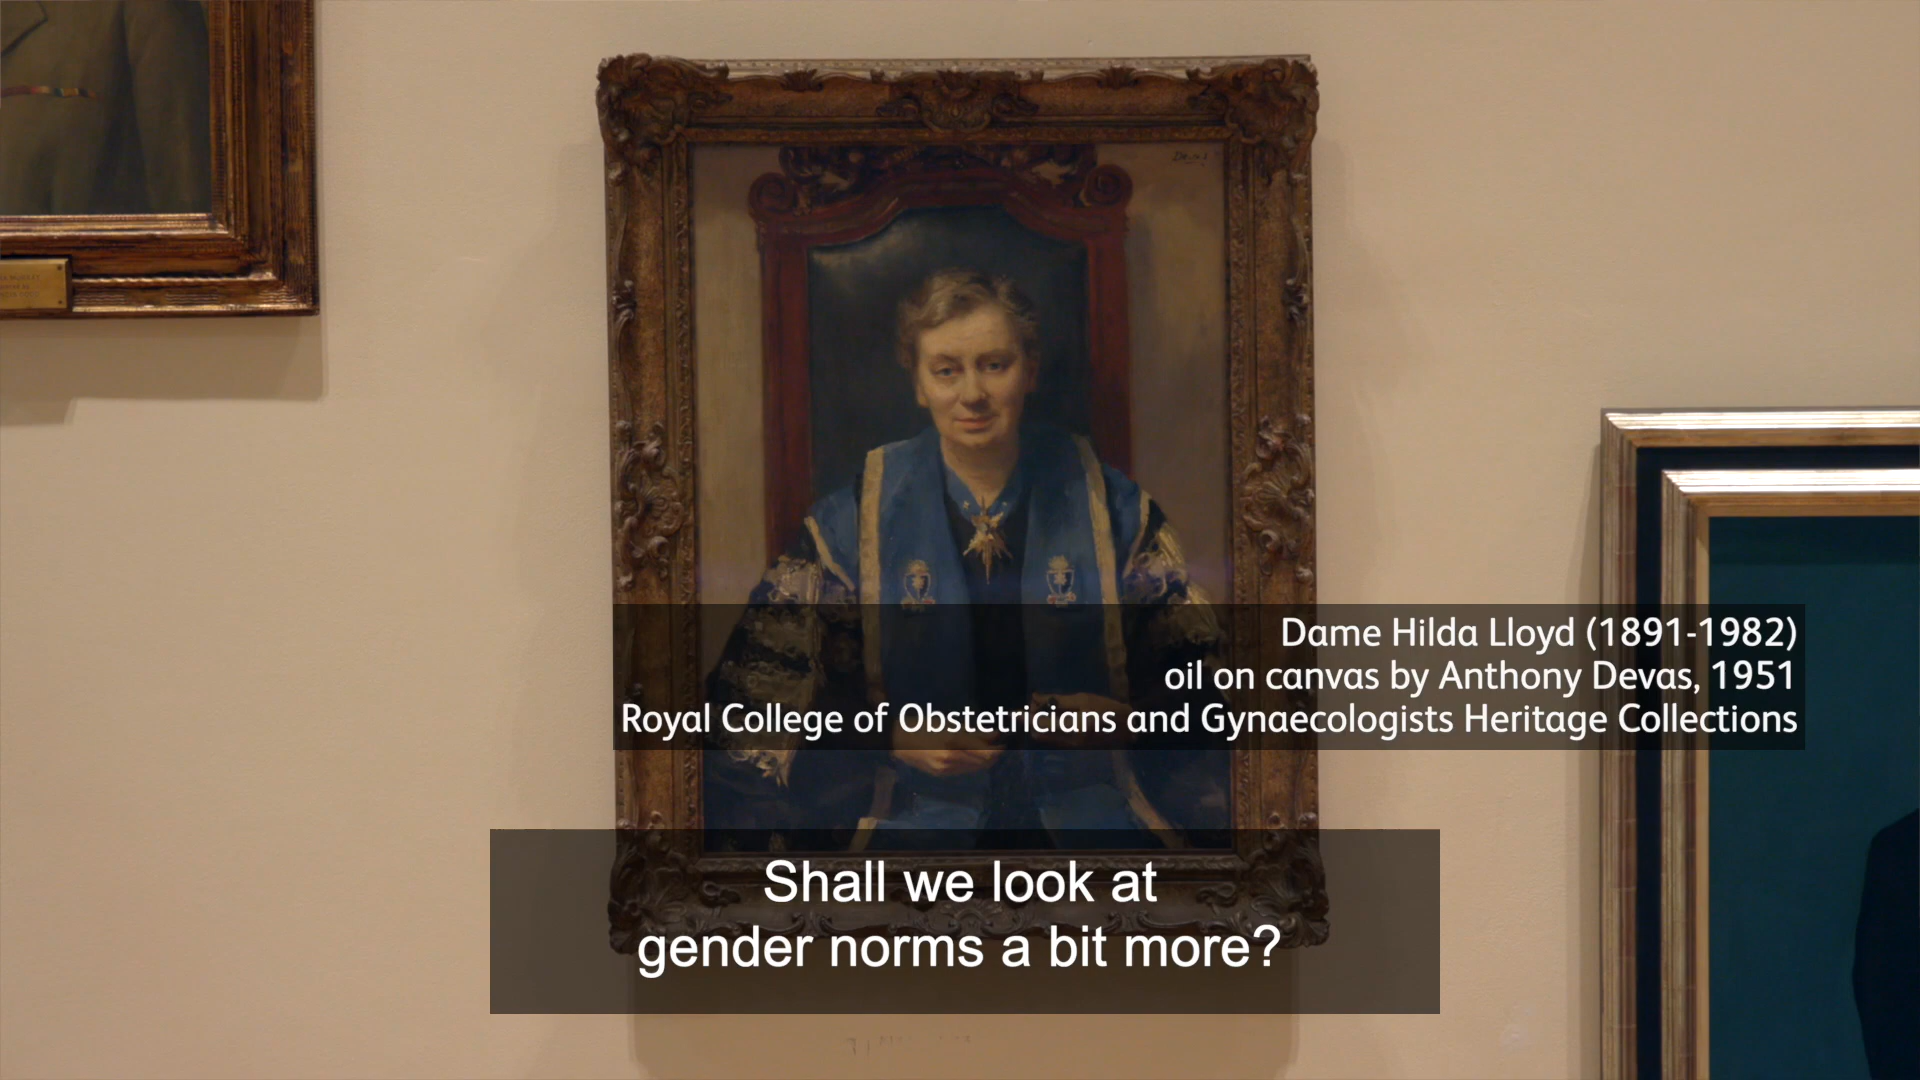 Dame Hilda Lloyd (1891-1982)
oil on canvas by Anthony Devas, 1951
Royal College of Obstetricians and Gynaecologists Heritage Collections
Shall we look at
gender norms a bit more?